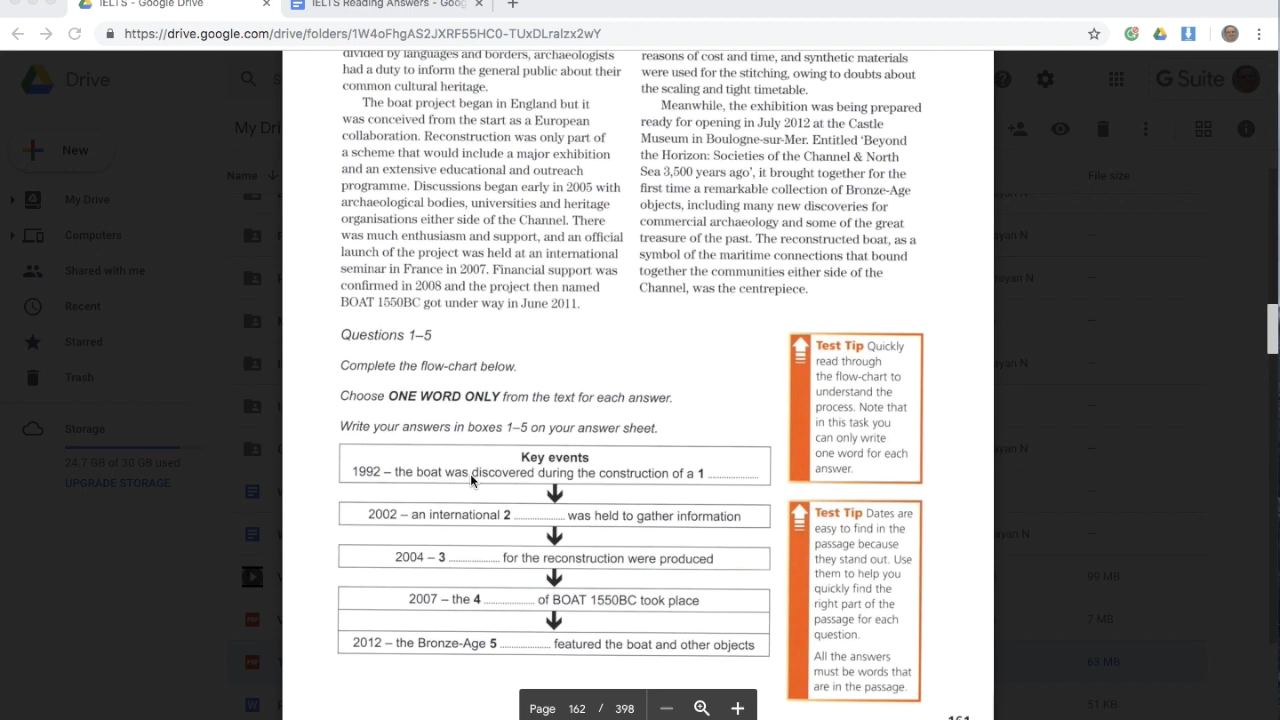 IELTS - Google Drive
IELTS Reading Answers - Goog
https://drive.google.com/drive/folders/1W4oFhgAS2JXRF55HC0-TUxDLralzx2wY
Drive
G Suite
My Dri
New
Name
File size
My Drive
Computers
Shared with me
Recent
Starred
Trash
Storage
24.7 GB of 30 GB used
UPGRADE STORAGE
divided by languages and borders, archaeologists
had a duty to inform the general public about their
common cultural heritage.
The boat project began in England but it
was conceived from the start as a European
collaboration. Reconstruction was only part of
a scheme that would include a major exhibition
and an extensive educational and outreach
programme. Discussions began early in 2005 with
archaeological bodies, universities and heritage
organisations either side of the Channel. There
was much enthusiasm and support, and an official
launch of the project was held at an international
seminar in France in 2007. Financial support was
confirmed in 2008 and the project then named
BOAT 1550BC got under way in June 2011.
reasons of cost and time, and synthetic materials
were used for the stitching, owing to doubts about
the scaling and tight timetable.
Meanwhile, the exhibition was being prepared
ready for opening in July 2012 at the Castle
Museum in Boulogne-sur-Mer. Entitled ‘Beyond
the Horizon: Societies of the Channel & North
Sea 3,500 years ago’, it brought together for the
first time a remarkable collection of Bronze-Age
objects, including many new discoveries for
commercial archaeology and some of the great
treasure of the past. The reconstructed boat, as a
symbol of the maritime connections that bound
together the communities either side of the
Channel, was the centrepiece.
Questions 1–5
Complete the flow-chart below.
Choose ONE WORD ONLY from the text for each answer.
Write your answers in boxes 1–5 on your answer sheet.
Key events
1992 – the boat was discovered during the construction of a 1 ................
2002 – an international 2 ................ was held to gather information
2004 – 3 ................ for the reconstruction were produced
2007 – the 4 ................ of BOAT 1550BC took place
2012 – the Bronze-Age 5 ................ featured the boat and other objects
Test Tip Quickly
read through
the flow-chart to
understand the
process. Note that
in this task you
can only write
one word for each
answer.
Test Tip Dates are
easy to find in the
passage because
they stand out. Use
them to help you
quickly find the
right part of the
passage for each
question.
All the answers
must be words that
are in the passage.
yan N
yan N
99 MB
7 MB
63 MB
51 KB
Page 162 / 398